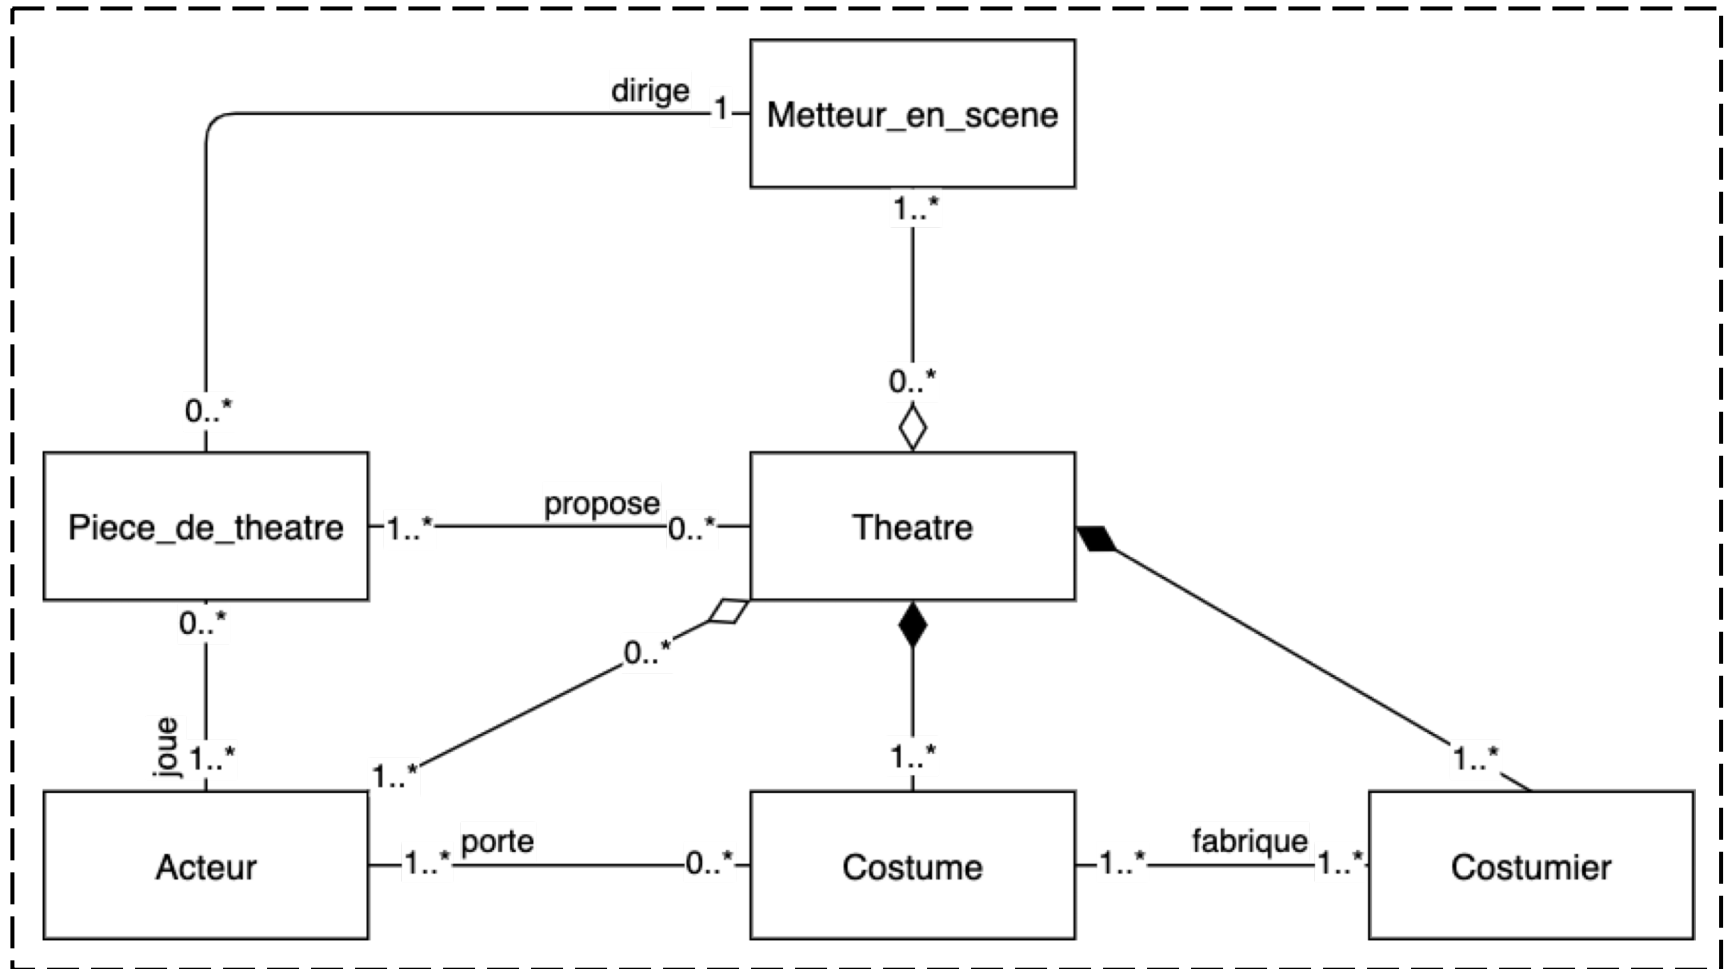 dirige
1
Metteur_en_scene
1..*
0..*
0..*
Piece_de_theatre
1..*
propose
0..*
Theatre
0..*
0..*
joue
1..*
1..*
1..*
1..*
Acteur
1..*
porte
0..*
Costume
1..*
fabrique
1..*
Costumier